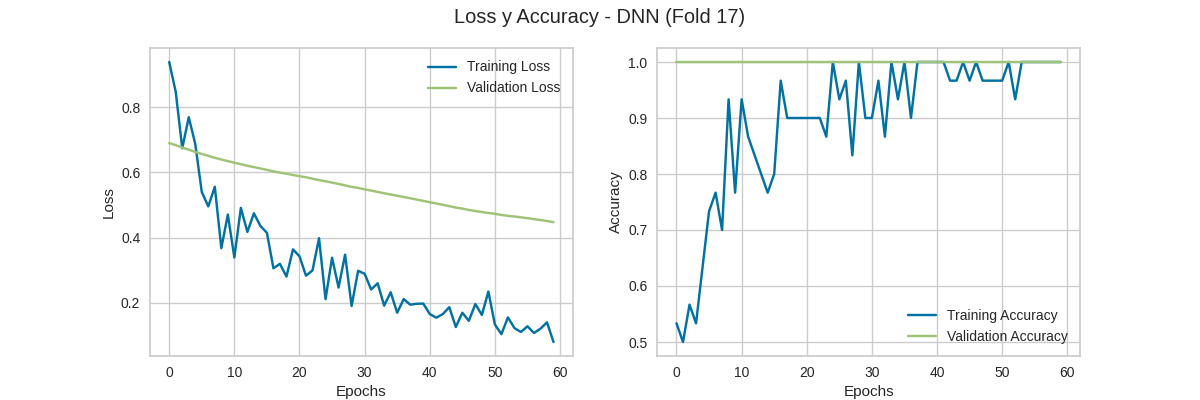 Loss y Accuracy - DNN (Fold 17)
Training Loss
Validation Loss
0.8
0.6
0.4
0.2
Loss
0 10 20 30 40 50 60
Epochs
1.0
0.9
0.8
0.7
0.6
0.5
Accuracy
Training Accuracy
Validation Accuracy
0 10 20 30 40 50 60
Epochs